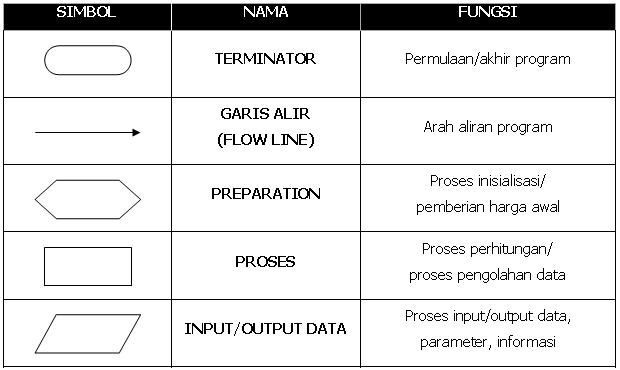 SIMBOL NAMA FUNGSI
TERMINATOR Permulaan/akhir program
GARIS ALIR
(FLOW LINE)
Arah aliran program
PREPARATION
Proses inisialisasi/
pemberian harga awal
PROSES
Proses perhitungan/
proses pengolahan data
INPUT/OUTPUT DATA
Proses input/output data,
parameter, informasi